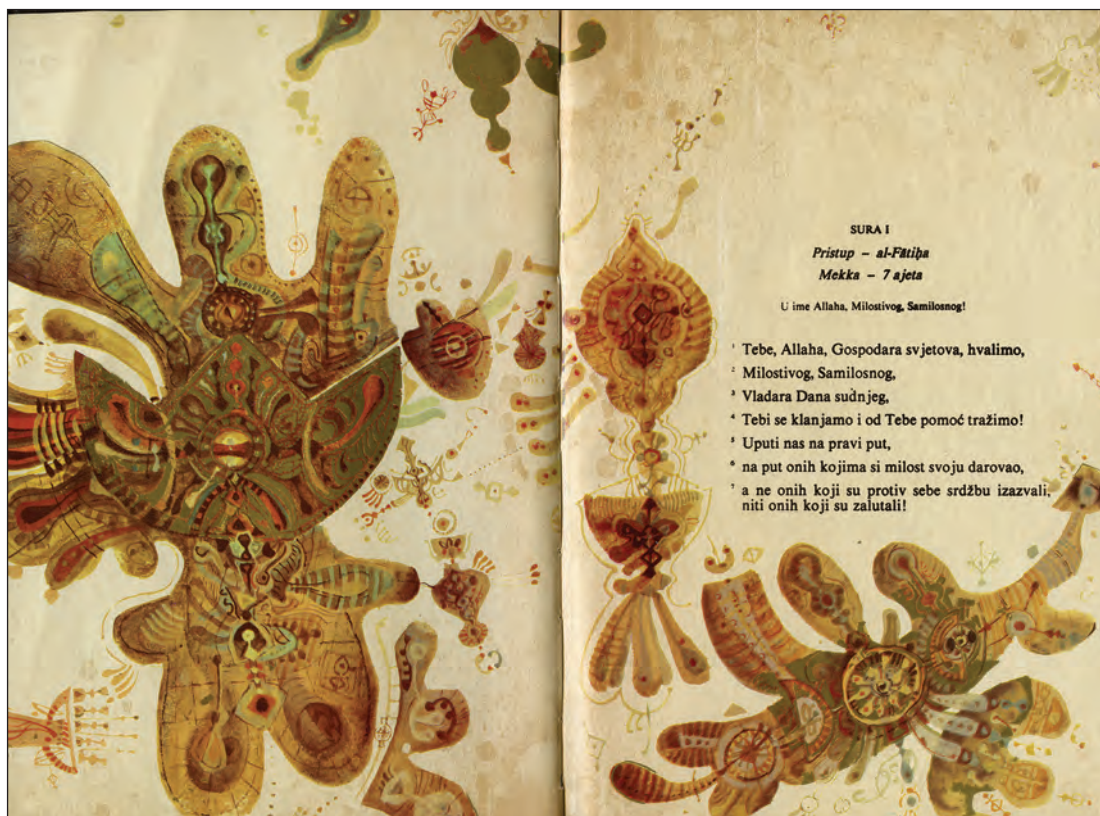 SURA I
Pristup – al-Fātiḥa
Mekka – 7 ajeta
U ime Allaha, Milostivog, Samilosnog!
1 Tebe, Allaha, Gospodara svjetova, hvalimo,
2 Milostivog, Samilosnog,
3 Vladara Dana sudnjeg,
4 Tebi se klanjamo i od Tebe pomoć tražimo!
5 Uputi nas na pravi put,
6 na put onih kojima si milost svoju darovao,
7 a ne onih koji su protiv sebe srdžbu izazvali,
niti onih koji su zalutali!